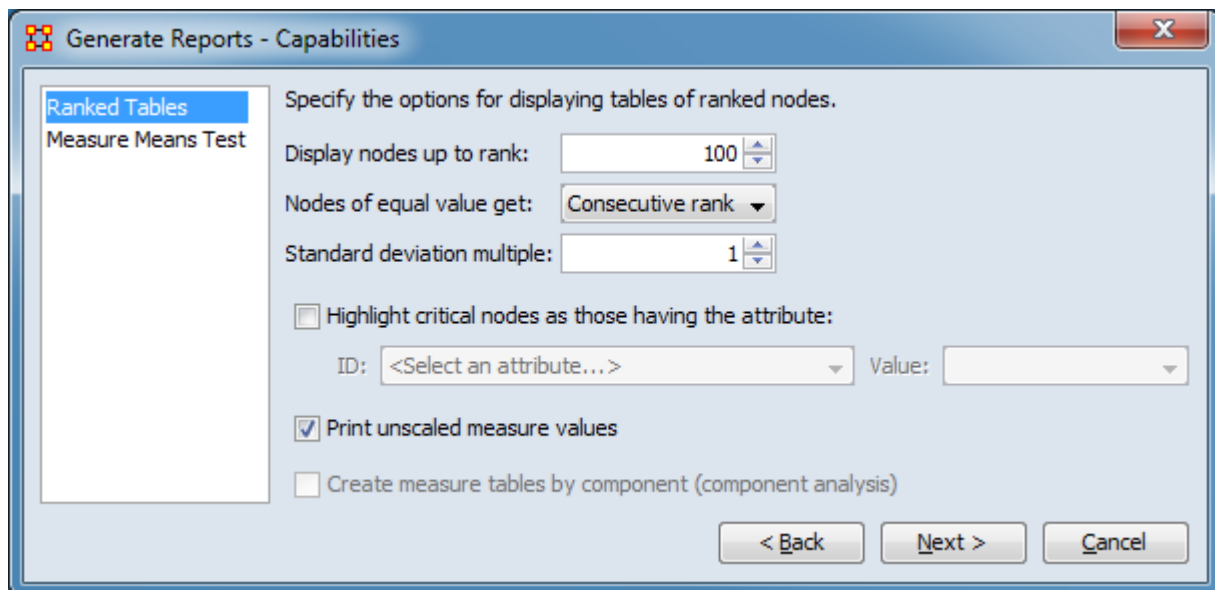 Generate Reports - Capabilities
x
Ranked Tables
Measure Means Test
Specify the options for displaying tables of ranked nodes.
Display nodes up to rank: 100
Nodes of equal value get: Consecutive rank
Standard deviation multiple: 1
Highlight critical nodes as those having the attribute:
ID: <Select an attribute...> Value:
Print unscaled measure values
Create measure tables by component (component analysis)
< Back Next > Cancel